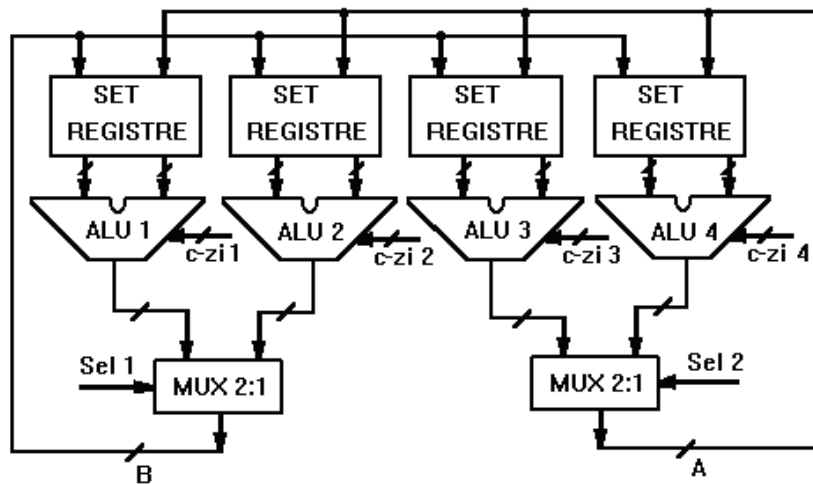 SET REGISTRE
SET REGISTRE
SET REGISTRE
SET REGISTRE
ALU 1
ALU 2
ALU 3
ALU 4
c-zi 1
c-zi 2
c-zi 3
c-zi 4
Sel 1
MUX 2:1
MUX 2:1
Sel 2
B
A